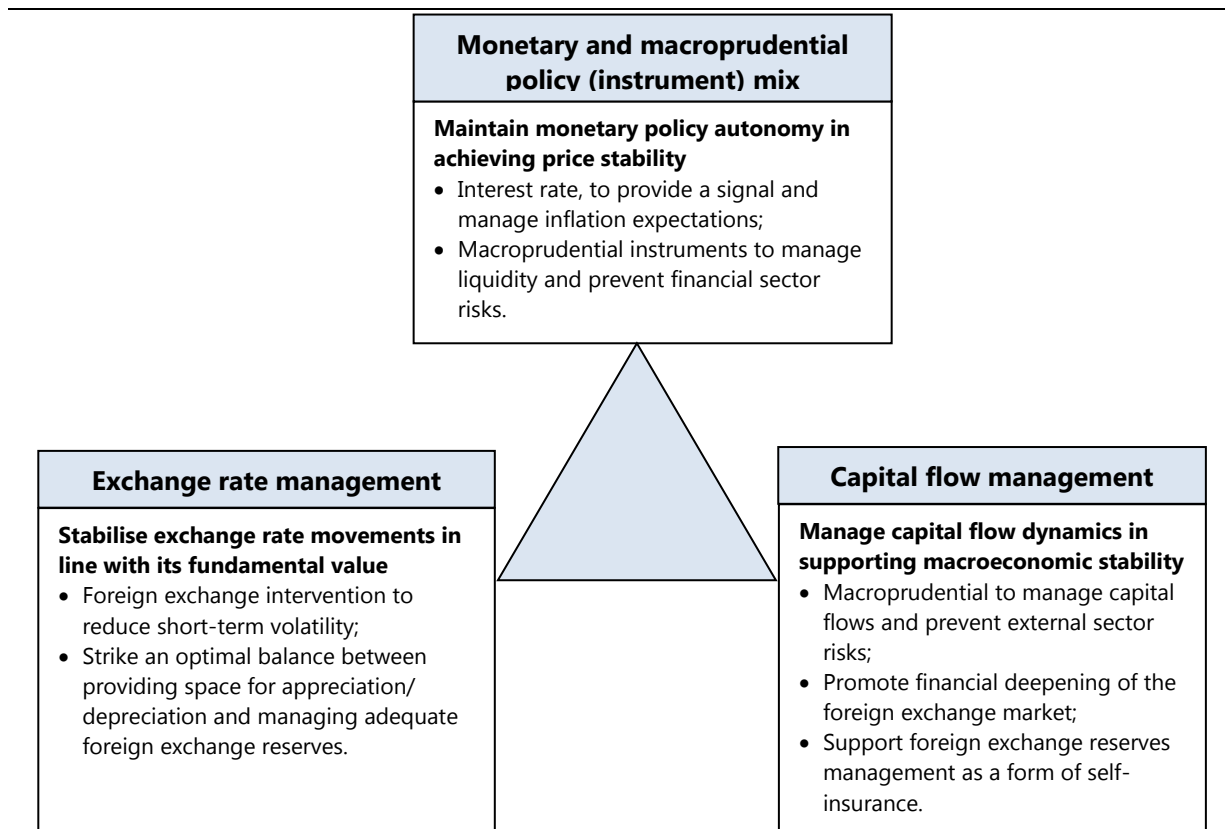 Monetary and macroprudential
policy (instrument) mix
Maintain monetary policy autonomy in
achieving price stability
• Interest rate, to provide a signal and
manage inflation expectations;
• Macroprudential instruments to manage
liquidity and prevent financial sector
risks.
Exchange rate management
Stabilise exchange rate movements in
line with its fundamental value
• Foreign exchange intervention to
reduce short-term volatility;
• Strike an optimal balance between
providing space for appreciation/
depreciation and managing adequate
foreign exchange reserves.
Capital flow management
Manage capital flow dynamics in
supporting macroeconomic stability
• Macroprudential to manage capital
flows and prevent external sector
risks;
• Promote financial deepening of the
foreign exchange market;
• Support foreign exchange reserves
management as a form of self-
insurance.